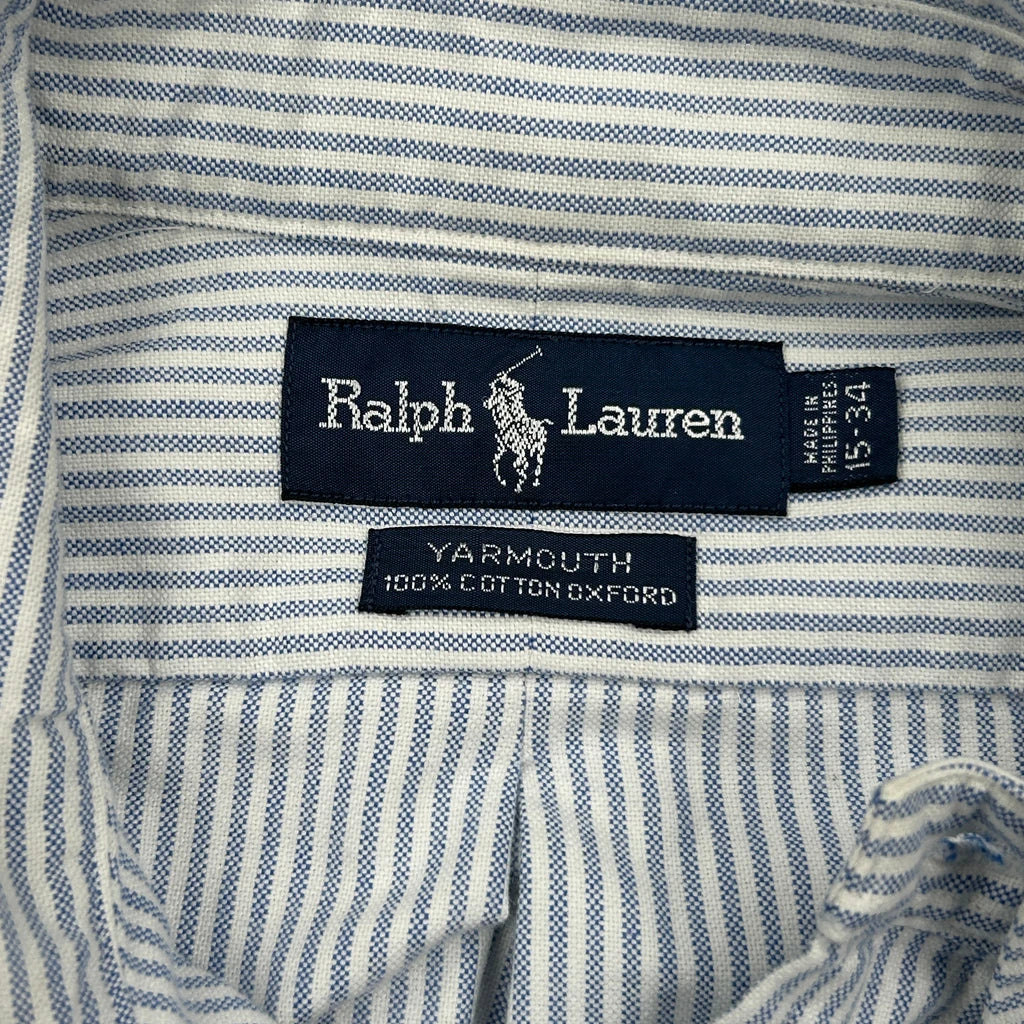 Ralph Lauren
MADE IN
PHILIPPINES
15-34
YARMOUTH
100% COTTON OXFORD